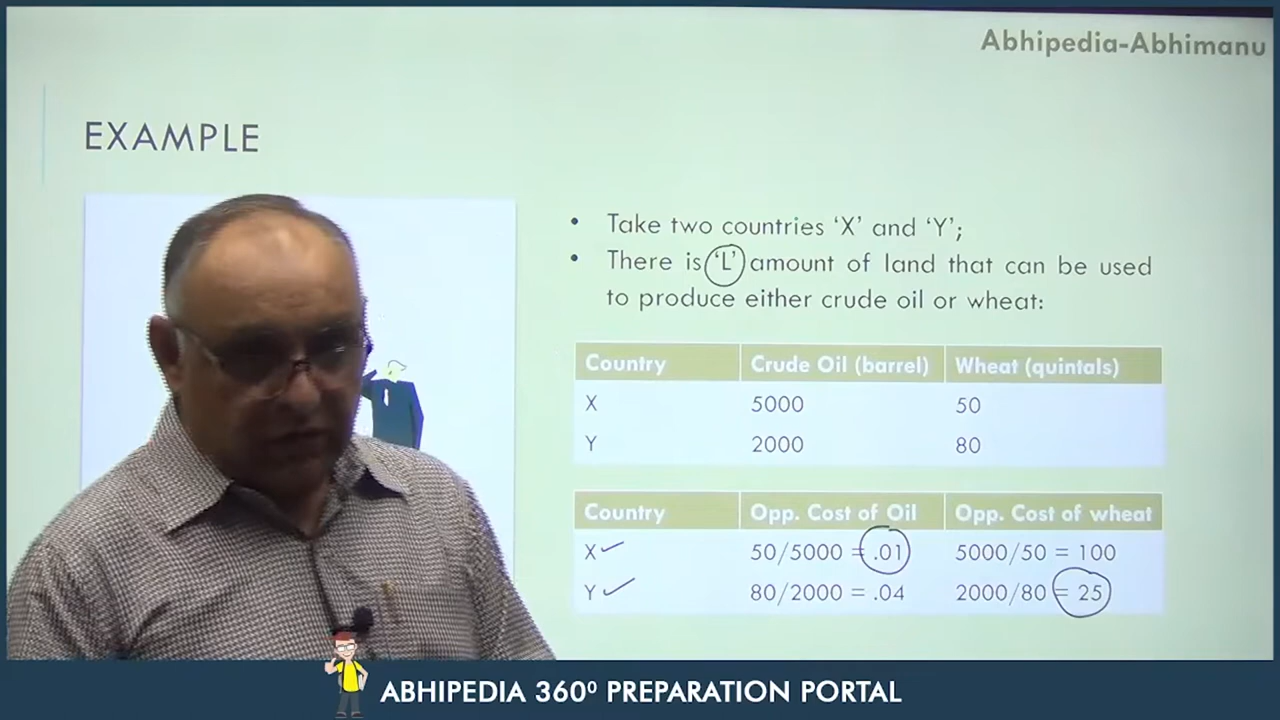 Abhipedia-Abhimanu
EXAMPLE
• Take two countries ‘X’ and ‘Y’;
• There is ‘L’ amount of land that can be used
to produce either crude oil or wheat:
Country Crude Oil (barrel) Wheat (quintals)
X 5000 50
Y 2000 80
Country Opp. Cost of Oil Opp. Cost of wheat
X 50/5000 = .01 5000/50 = 100
Y 80/2000 = .04 2000/80 = 25
ABHIPEDIA 360⁰ PREPARATION PORTAL